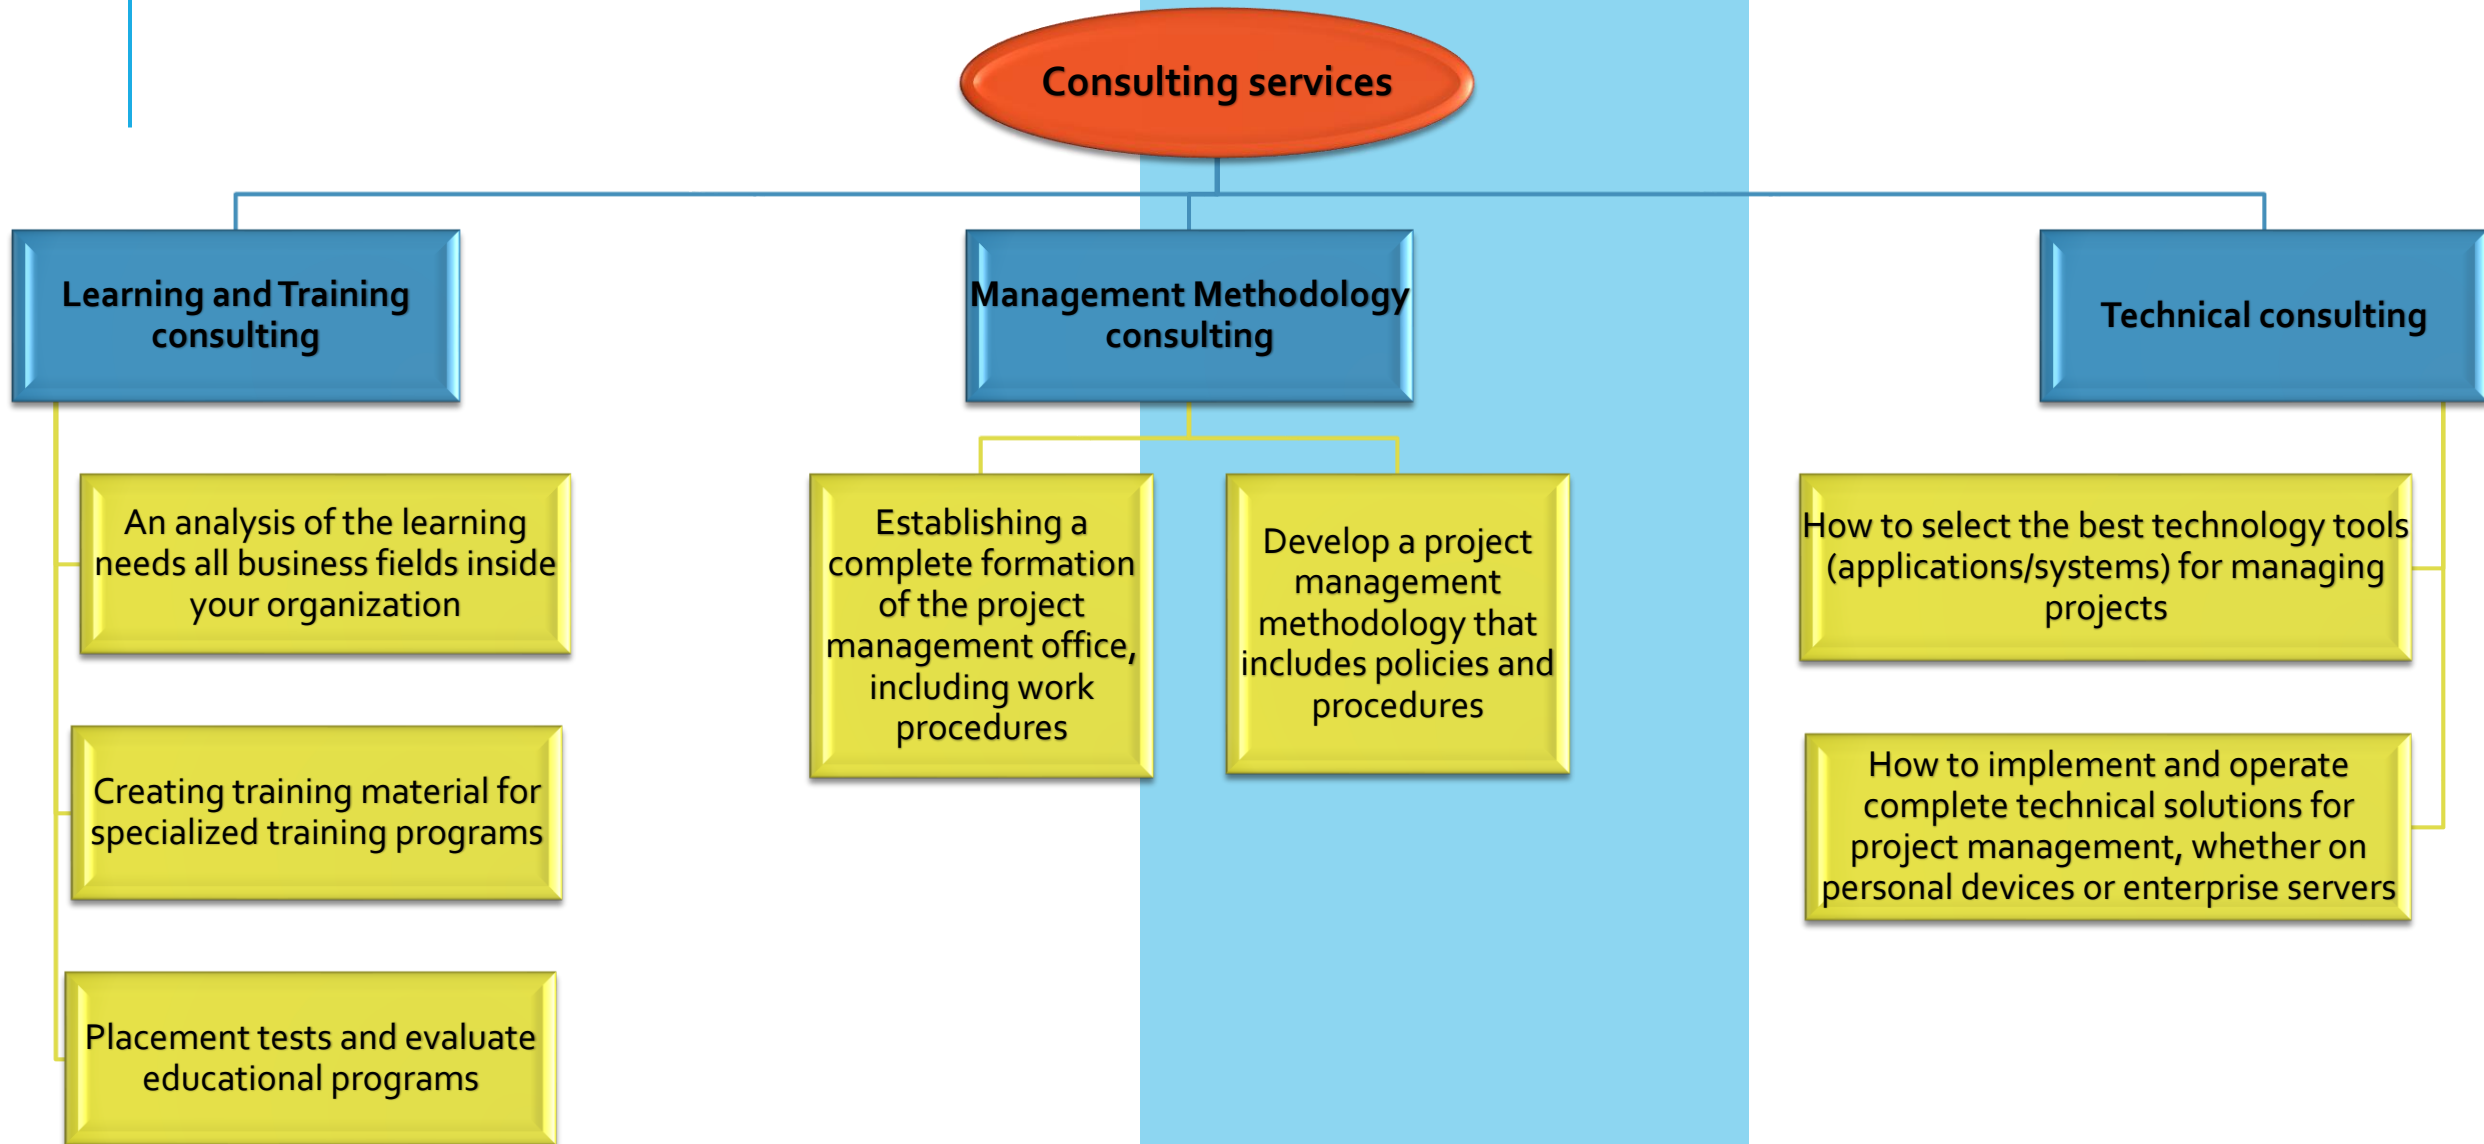 Consulting services
Learning and Training
consulting
An analysis of the learning
needs all business fields inside
your organization
Creating training material for
specialized training programs
Placement tests and evaluate
educational programs
Management Methodology
consulting
Establishing a
complete formation
of the project
management office,
including work
procedures
Develop a project
management
methodology that
includes policies and
procedures
Technical consulting
How to select the best technology tools
(applications/systems) for managing
projects
How to implement and operate
complete technical solutions for
project management, whether on
personal devices or enterprise servers